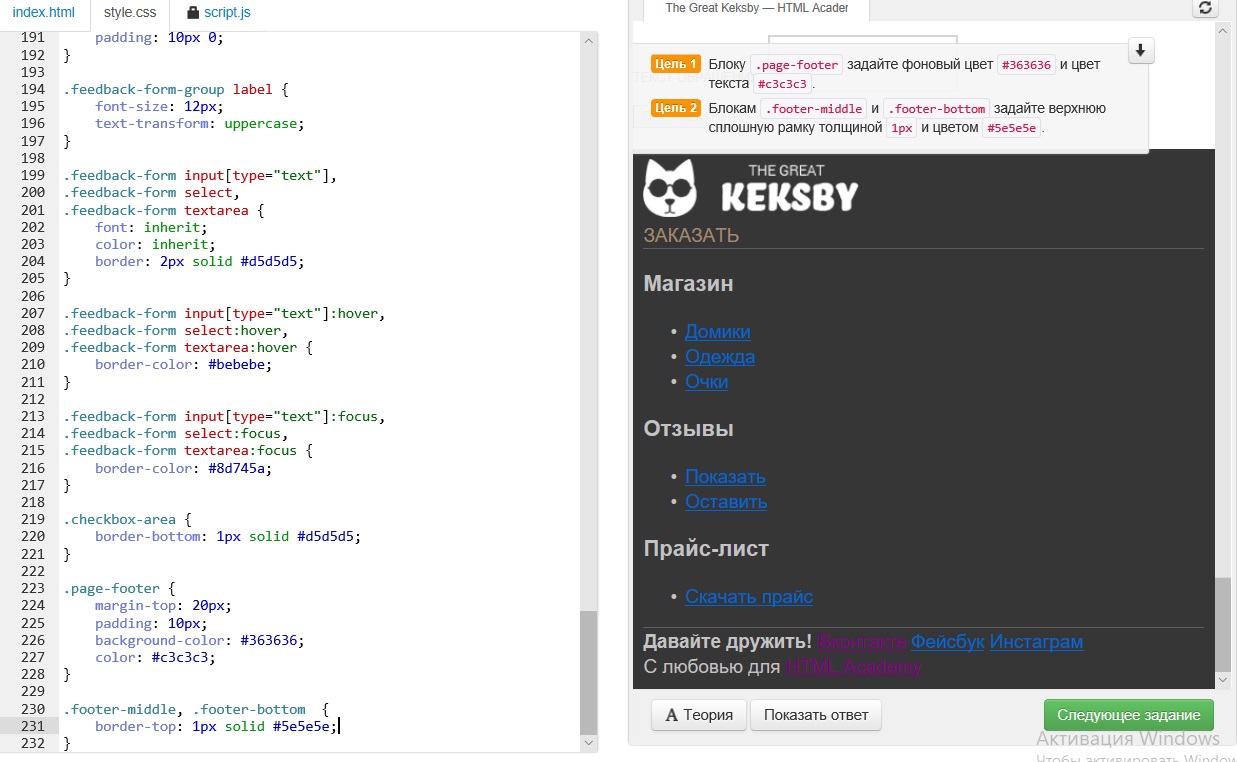 index.html style.css script.js
191 padding: 10px 0;
192 }
193
194 .feedback-form-group label {
195 font-size: 12px;
196 text-transform: uppercase;
197 }
198
199 .feedback-form input[type="text"],
200 .feedback-form select,
201 .feedback-form textarea {
202 font: inherit;
203 color: inherit;
204 border: 2px solid #d5d5d5;
205 }
206
207 .feedback-form input[type="text"]:hover,
208 .feedback-form select:hover,
209 .feedback-form textarea:hover {
210 border-color: #bebebe;
211 }
212
213 .feedback-form input[type="text"]:focus,
214 .feedback-form select:focus,
215 .feedback-form textarea:focus {
216 border-color: #8d745a;
217 }
218
219 .checkbox-area {
220 border-bottom: 1px solid #d5d5d5;
221 }
222
223 .page-footer {
224 margin-top: 20px;
225 padding: 10px;
226 background-color: #363636;
227 color: #c3c3c3;
228 }
229
230 .footer-middle, .footer-bottom {
231 border-top: 1px solid #5e5e5e;
232 }
The Great Keksby — HTML Acader
Цель 1 Блоку .page-footer задайте фоновый цвет #363636 и цвет
текста #c3c3c3.
Цель 2 Блокам .footer-middle и .footer-bottom задайте верхнюю
сплошную рамку толщиной 1px и цветом #5e5e5e.
THE GREAT
KEKSBY
ЗАКАЗАТЬ
Магазин
• Домики
• Одежда
• Очки
Отзывы
• Показать
• Оставить
Прайс-лист
• Скачать прайс
Давайте дружить! Вконтакте Фейсбук Инстаграм
С любовью для HTML Academy
A Теория Показать ответ Следующее задание
Активация Windows
Чтобы активировать Window